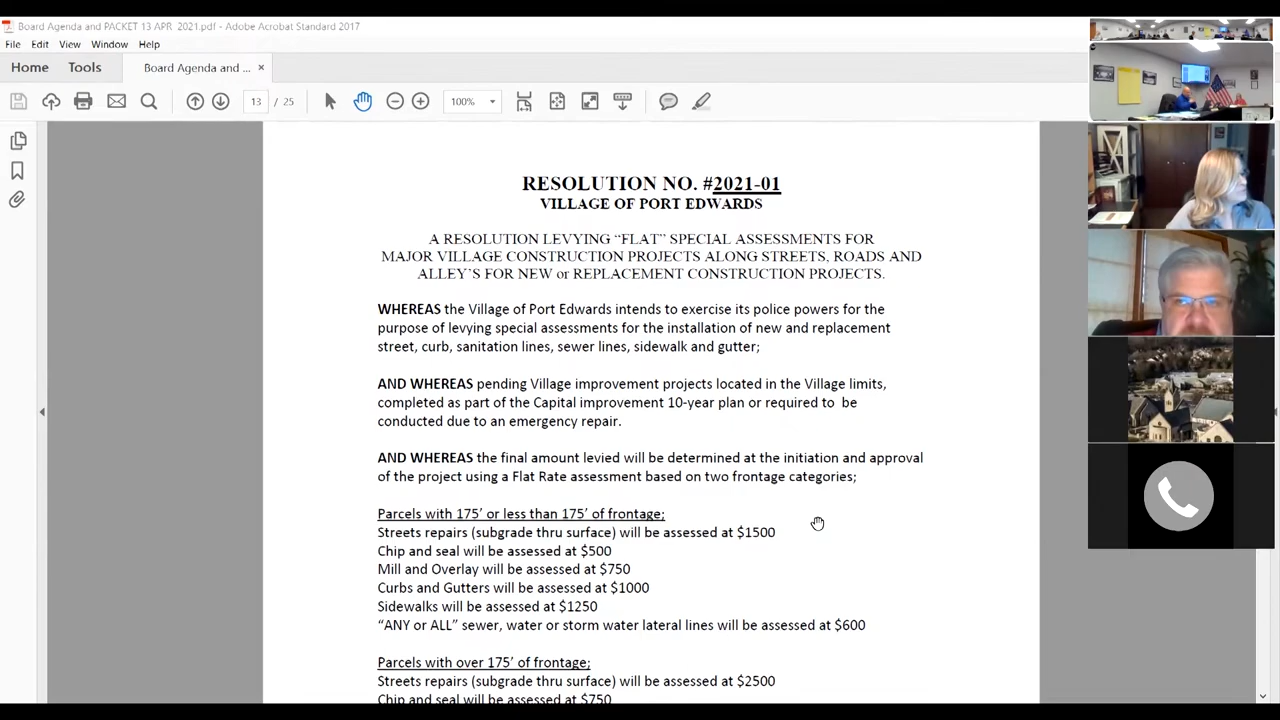 Board Agenda and PACKET 13 APR 2021.pdf - Adobe Acrobat Standard 2017
File Edit View Window Help
Home Tools Board Agenda and ... ×
13 / 25 100%
RESOLUTION NO. #2021-01
VILLAGE OF PORT EDWARDS
A RESOLUTION LEVYING “FLAT” SPECIAL ASSESSMENTS FOR
MAJOR VILLAGE CONSTRUCTION PROJECTS ALONG STREETS, ROADS AND
ALLEY’S FOR NEW or REPLACEMENT CONSTRUCTION PROJECTS.
WHEREAS the Village of Port Edwards intends to exercise its police powers for the
purpose of levying special assessments for the installation of new and replacement
street, curb, sanitation lines, sewer lines, sidewalk and gutter;
AND WHEREAS pending Village improvement projects located in the Village limits,
completed as part of the Capital improvement 10-year plan or required to be
conducted due to an emergency repair.
AND WHEREAS the final amount levied will be determined at the initiation and approval
of the project using a Flat Rate assessment based on two frontage categories;
Parcels with 175’ or less than 175’ of frontage;
Streets repairs (subgrade thru surface) will be assessed at $1500
Chip and seal will be assessed at $500
Mill and Overlay will be assessed at $750
Curbs and Gutters will be assessed at $1000
Sidewalks will be assessed at $1250
“ANY or ALL” sewer, water or storm water lateral lines will be assessed at $600
Parcels with over 175’ of frontage;
Streets repairs (subgrade thru surface) will be assessed at $2500
Chip and seal will be assessed at $750